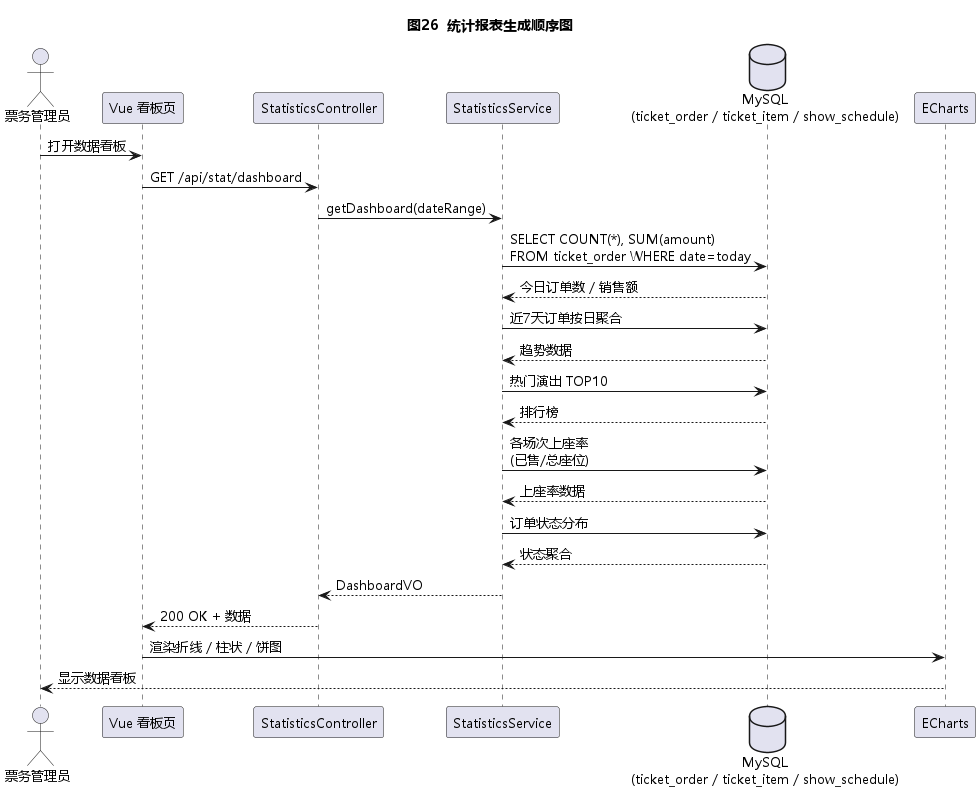 图26 统计报表生成顺序图
票务管理员
Vue 看板页
StatisticsController
StatisticsService
MySQL
(ticket_order / ticket_item / show_schedule)
ECharts
打开数据看板
GET /api/stat/dashboard
getDashboard(dateRange)
SELECT COUNT(*), SUM(amount)
FROM ticket_order WHERE date=today
今日订单数 / 销售额
近7天订单按日聚合
趋势数据
热门演出 TOP10
排行榜
各场次上座率
(已售/总座位)
上座率数据
订单状态分布
状态聚合
DashboardVO
200 OK + 数据
渲染折线 / 柱状 / 饼图
显示数据看板
票务管理员
Vue 看板页
StatisticsController
StatisticsService
MySQL
(ticket_order / ticket_item / show_schedule)
ECharts